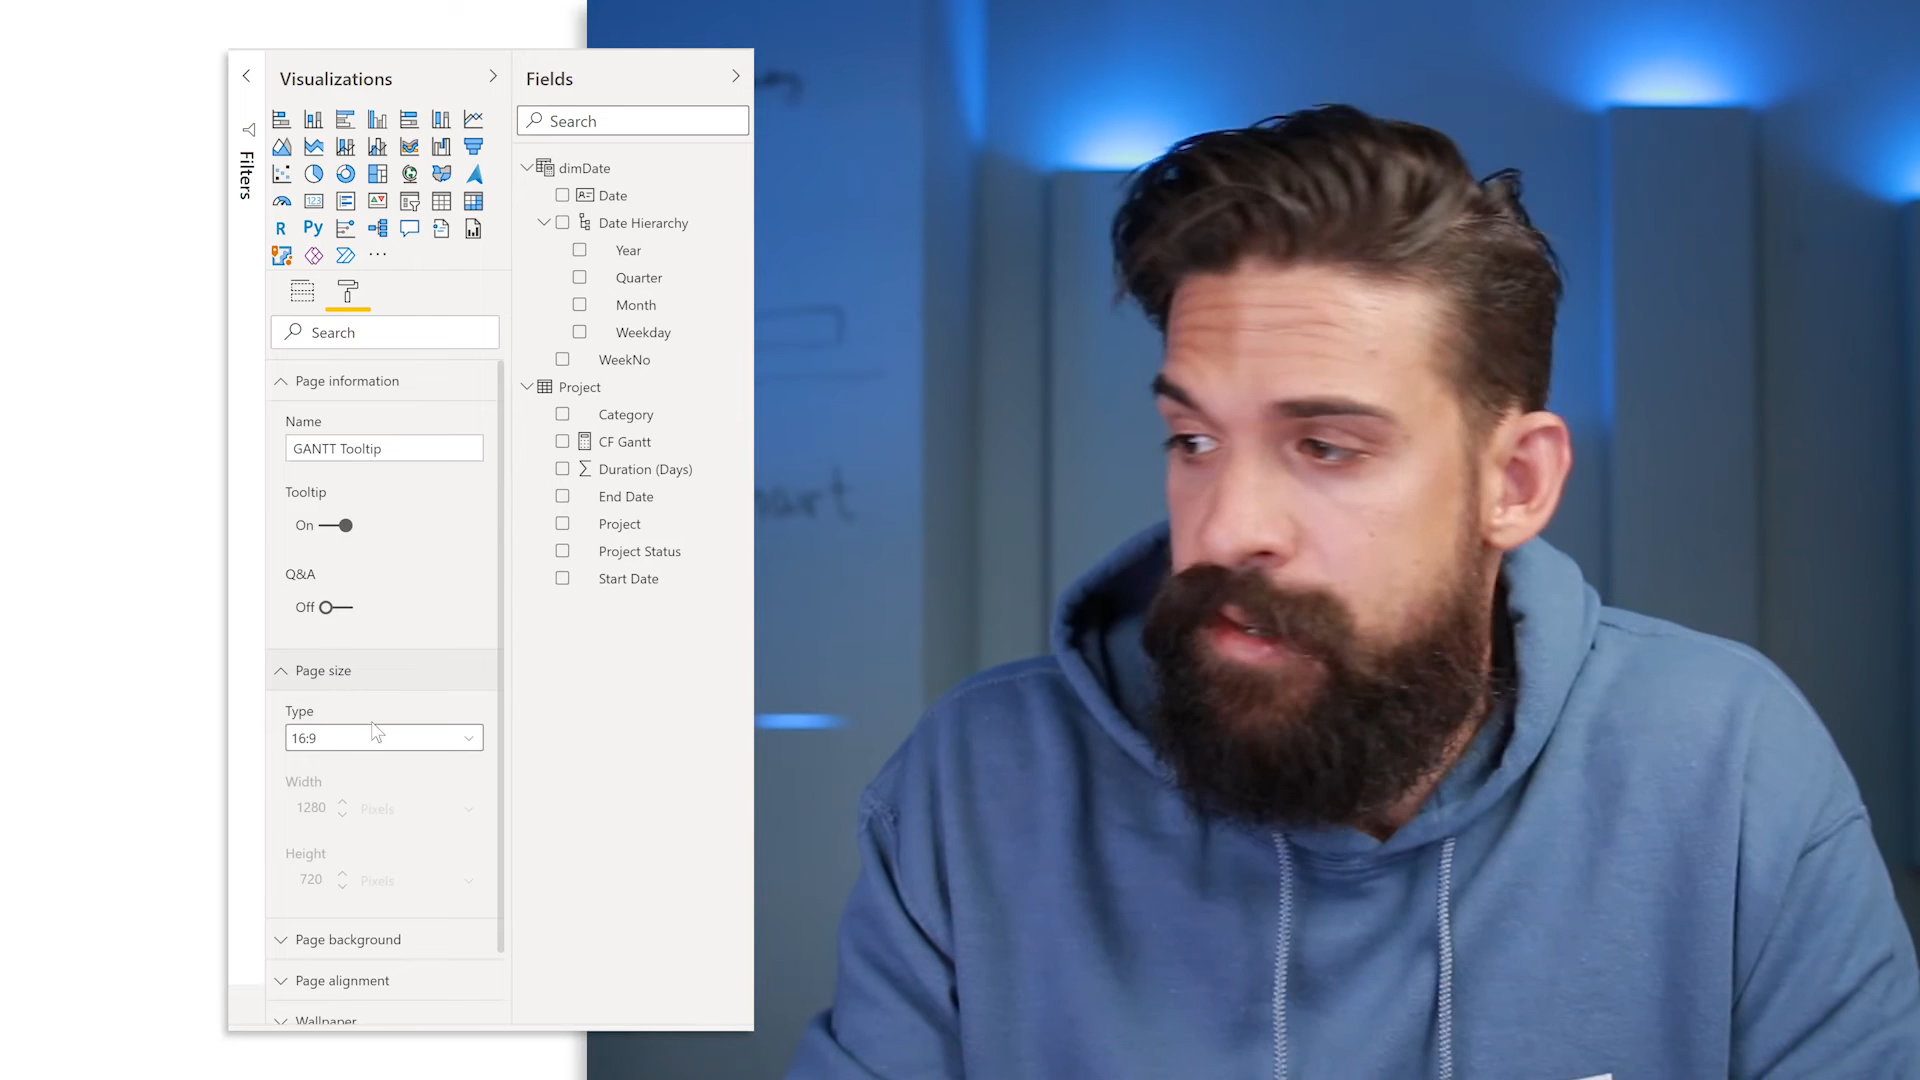 Visualizations
Filters
123
R
Py
...
Search
Page information
Name
GANTT Tooltip
Tooltip
On
Q&A
Off
Page size
Type
16:9
Width
1280
Pixels
Height
720
Pixels
Page background
Page alignment
Wallpaper
Fields
Search
dimDate
Date
Date Hierarchy
Year
Quarter
Month
Weekday
WeekNo
Project
Category
CF Gantt
Duration (Days)
End Date
Project
Project Status
Start Date